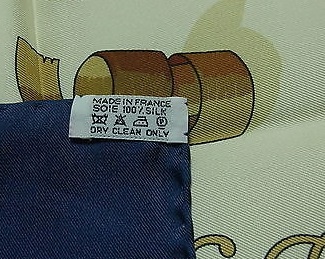 MADE IN FRANCE
SOIE 100% SILK
DRY CLEAN ONLY